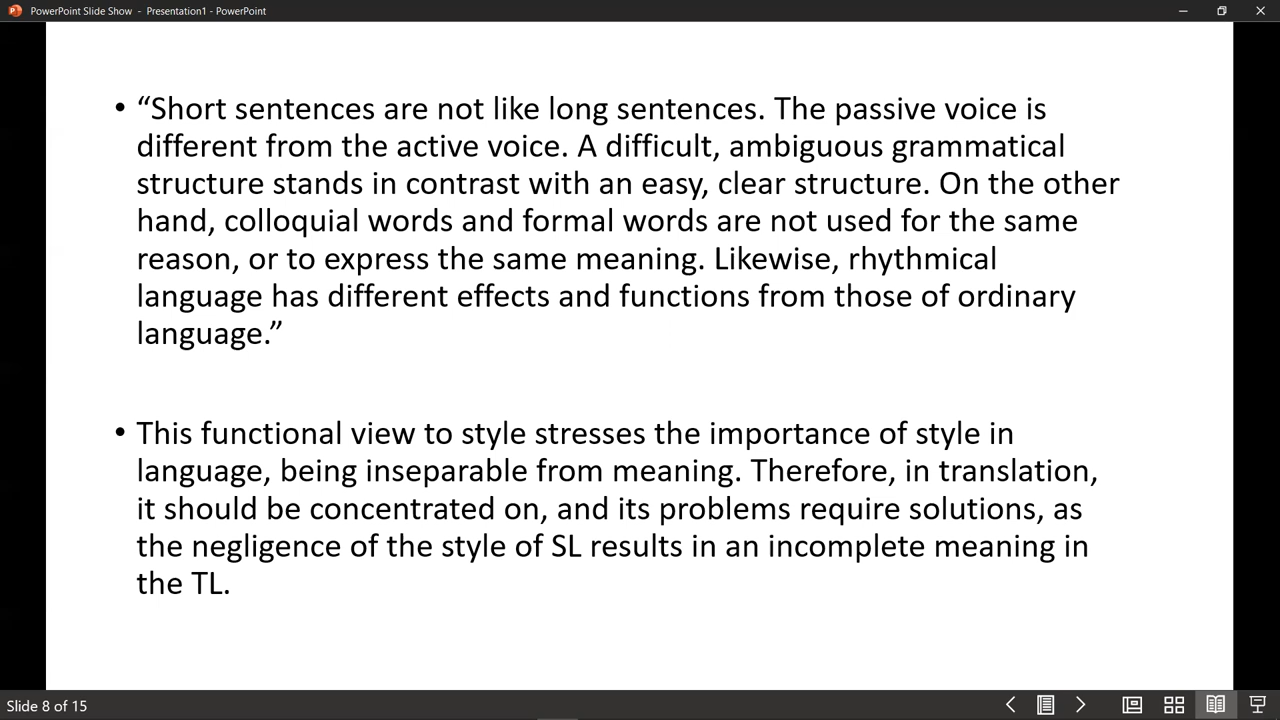 PowerPoint Slide Show - Presentation1 - PowerPoint
• “Short sentences are not like long sentences. The passive voice is
different from the active voice. A difficult, ambiguous grammatical
structure stands in contrast with an easy, clear structure. On the other
hand, colloquial words and formal words are not used for the same
reason, or to express the same meaning. Likewise, rhythmical
language has different effects and functions from those of ordinary
language.”
• This functional view to style stresses the importance of style in
language, being inseparable from meaning. Therefore, in translation,
it should be concentrated on, and its problems require solutions, as
the negligence of the style of SL results in an incomplete meaning in
the TL.
Slide 8 of 15